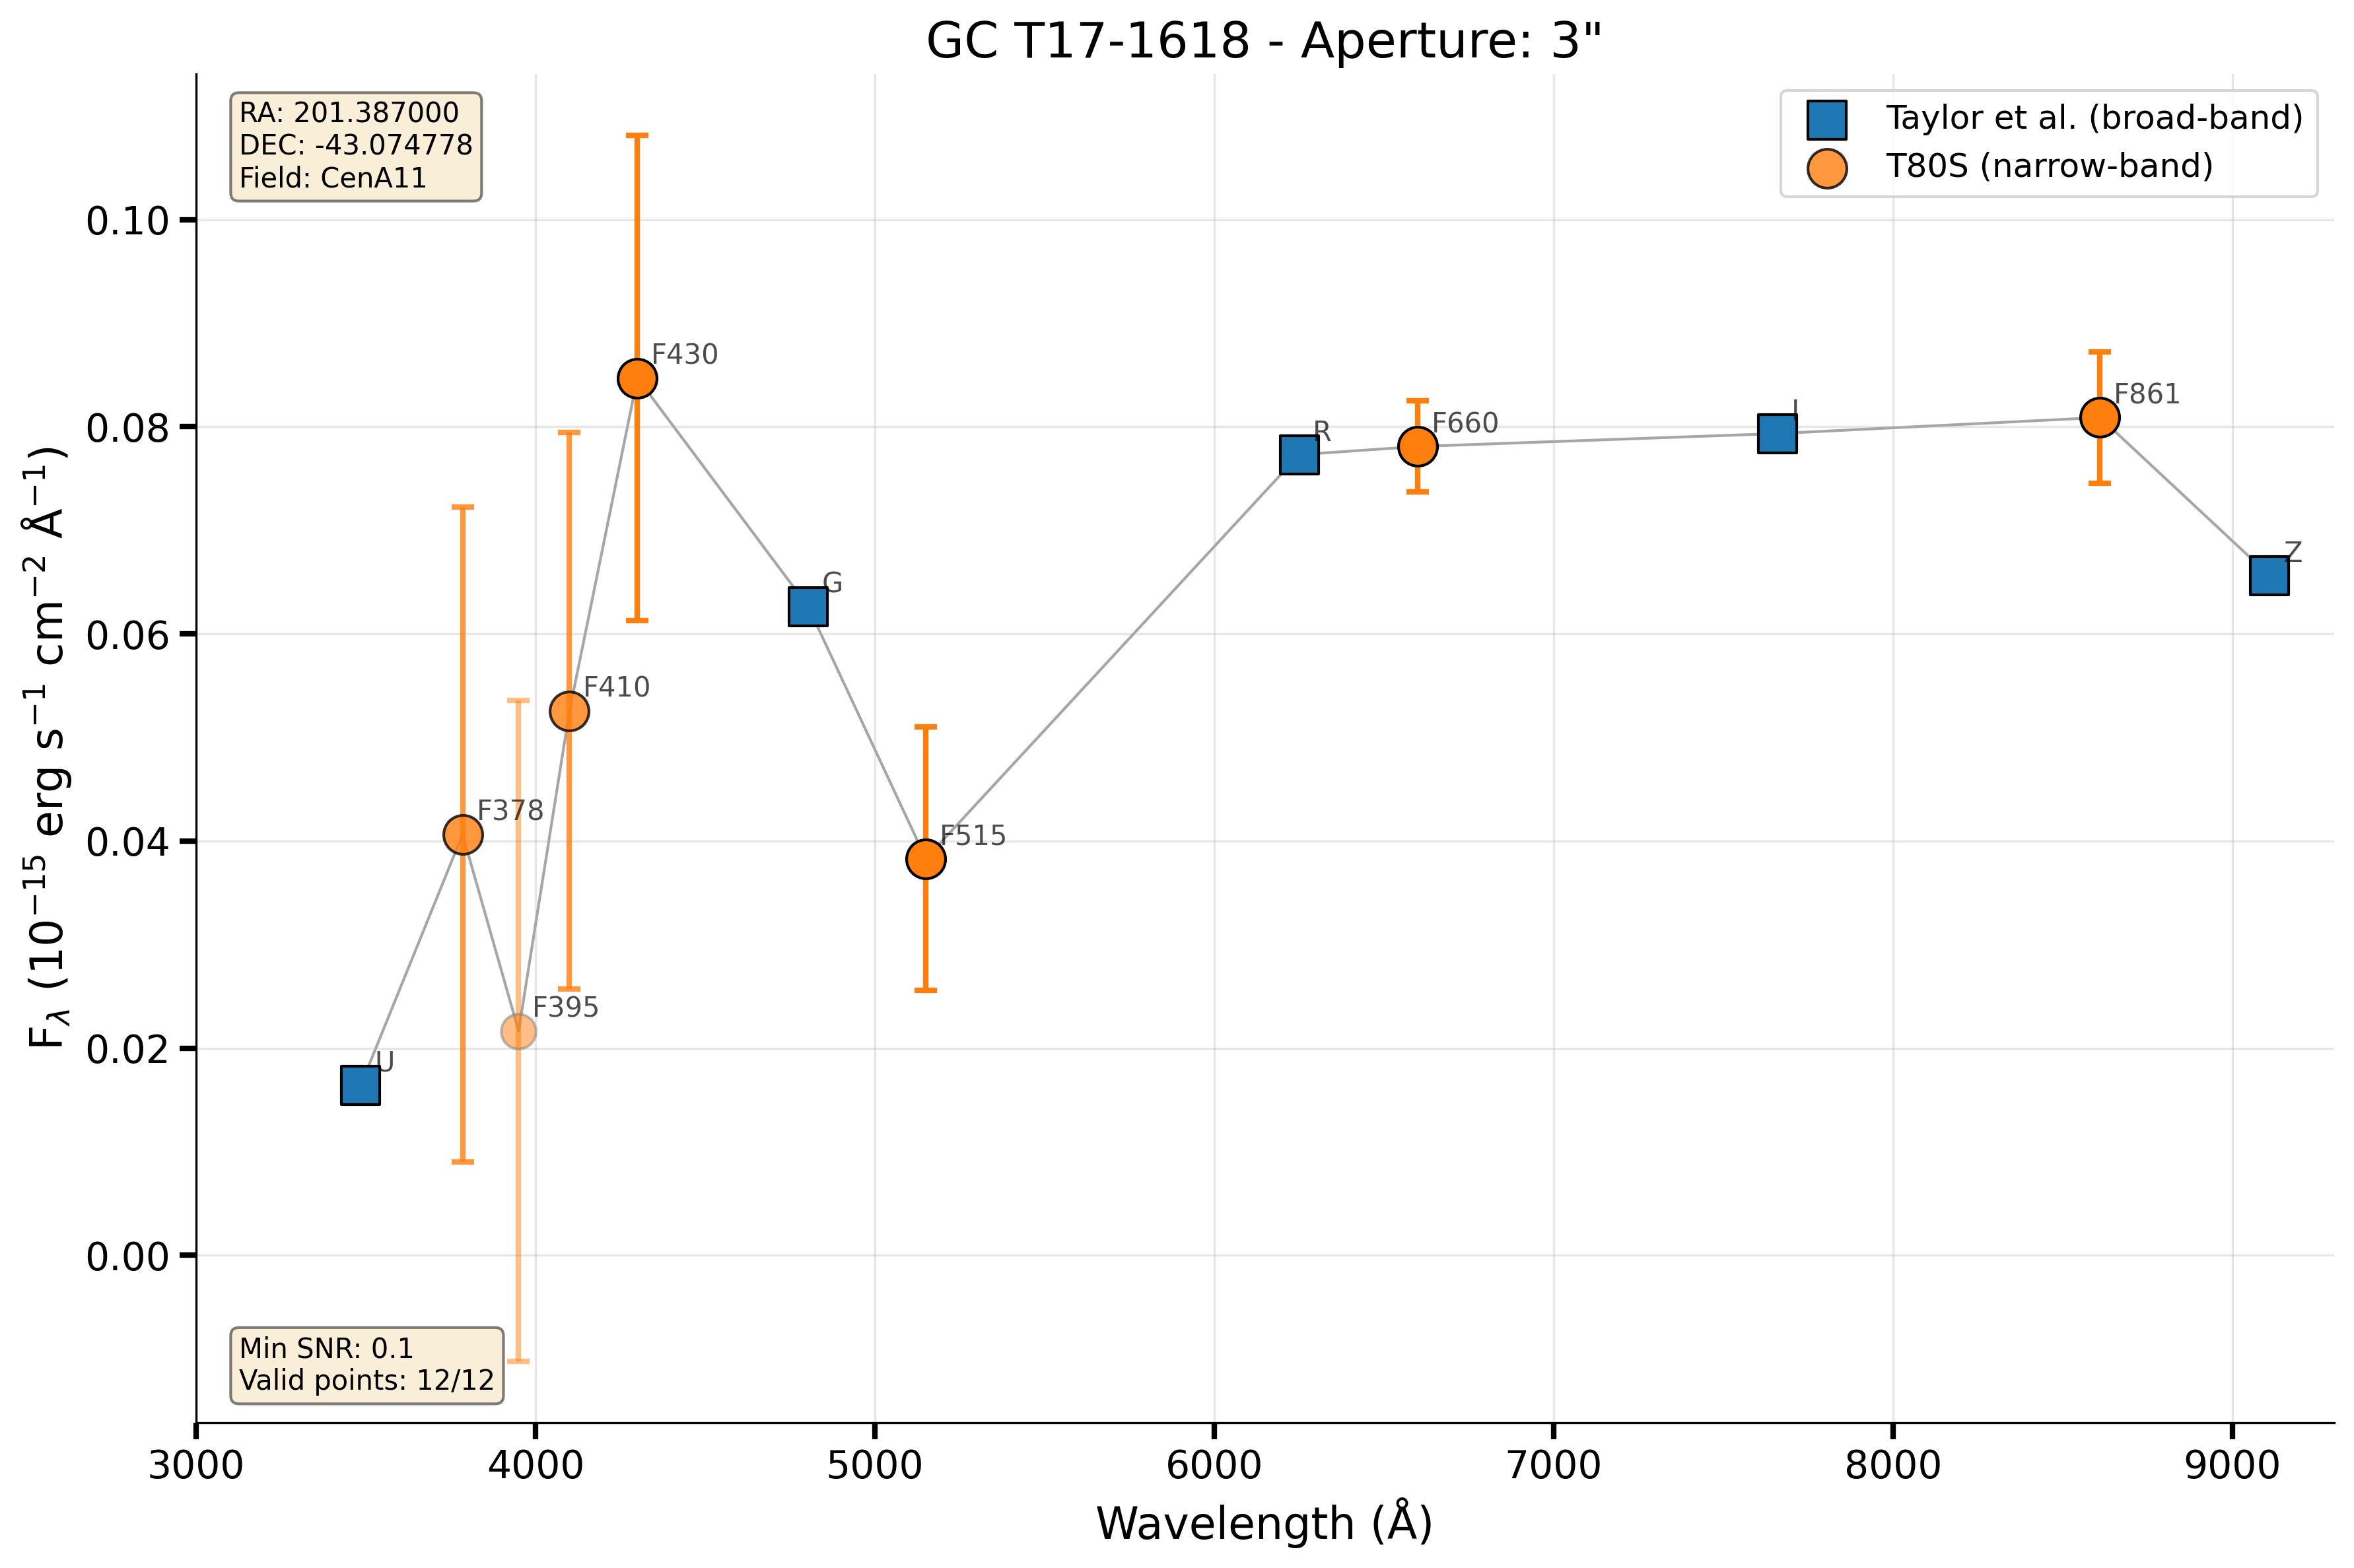 GC T17-1618 - Aperture: 3"
RA: 201.387000
DEC: -43.074778
Field: CenA11
Taylor et al. (broad-band)
T80S (narrow-band)
F430
F861
I
R
F660
0.10
0.08
0.06
0.04
0.02
0.00
Z
G
F410
F378
F515
F395
U
F_λ (10⁻¹⁵ erg s⁻¹ cm⁻² Å⁻¹)
Min SNR: 0.1
Valid points: 12/12
3000 4000 5000 6000 7000 8000 9000
Wavelength (Å)